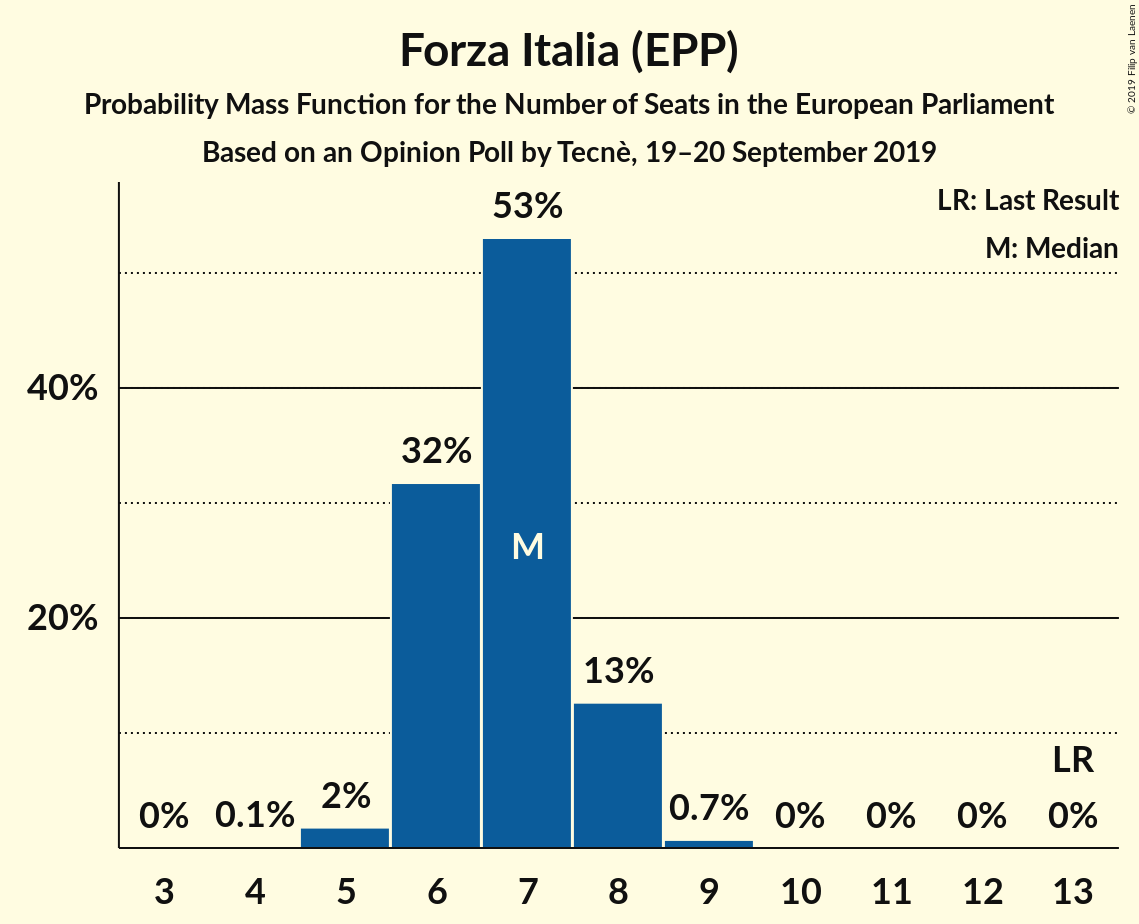 Forza Italia (EPP)
Probability Mass Function for the Number of Seats in the European Parliament
Based on an Opinion Poll by Tecnè, 19–20 September 2019
© 2019 Filip van Laenen
LR: Last Result
M: Median
53%
40%
32%
M
20%
13%
LR
0% 0.1% 2% 0.7% 0% 0% 0% 0%
3 4 5 6 7 8 9 10 11 12 13